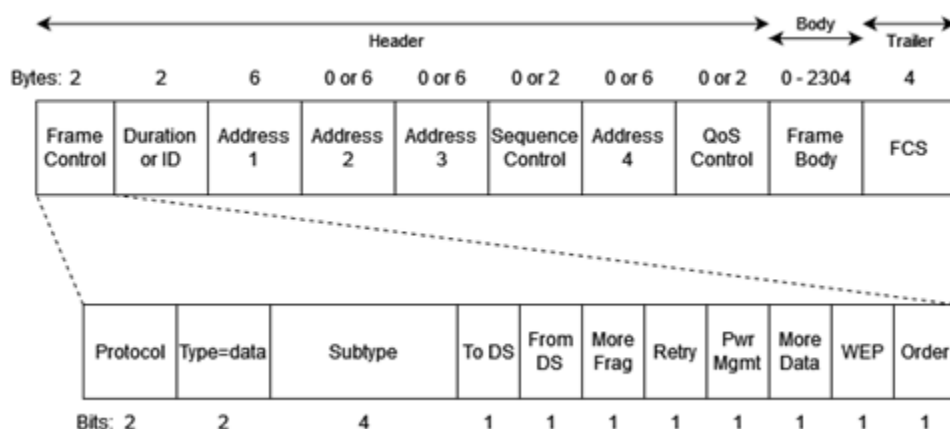 Header
Body
Trailer
Bytes: 2 2 6 0 or 6 0 or 6 0 or 2 0 or 6 0 or 2 0 - 2304 4
Frame Control
Duration or ID
Address 1
Address 2
Address 3
Sequence Control
Address 4
QoS Control
Frame Body
FCS
Protocol
Type=data
Subtype
To DS
From DS
More Frag
Retry
Pwr Mgmt
More Data
WEP
Order
Bits: 2 2 4 1 1 1 1 1 1 1 1